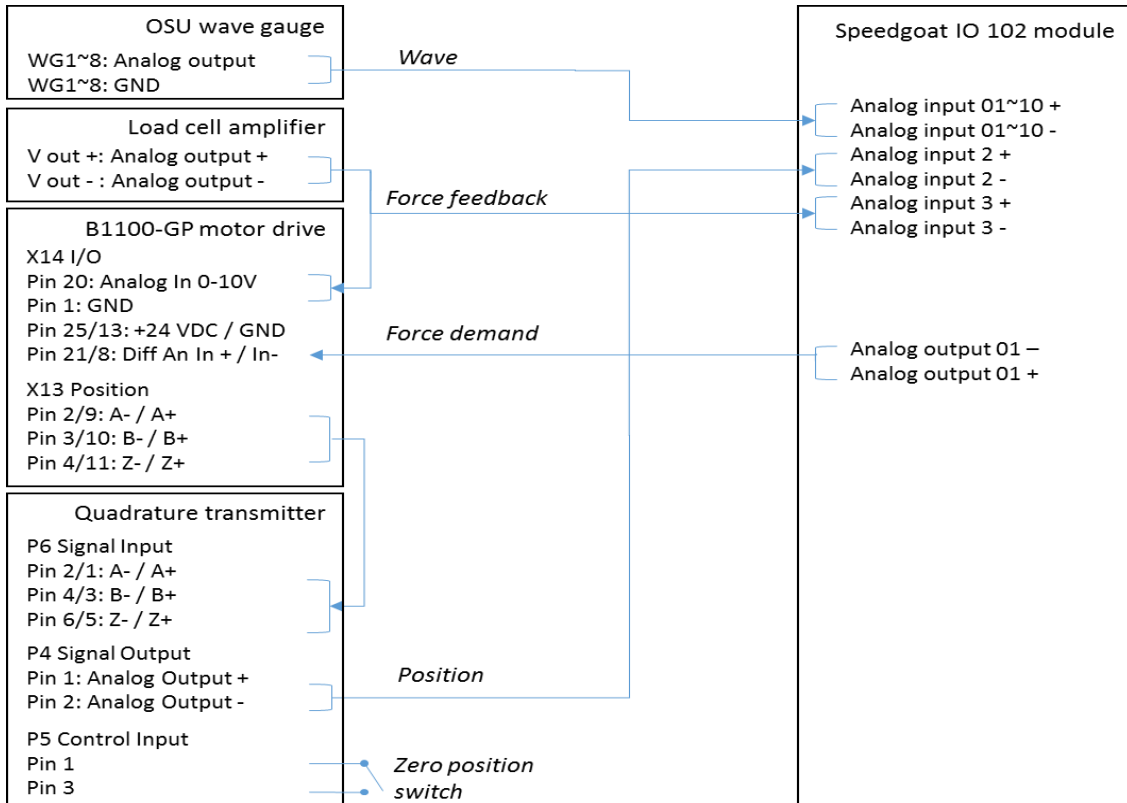 OSU wave gauge
WG1~8: Analog output
WG1~8: GND
Load cell amplifier
V out +: Analog output +
V out - : Analog output -
B1100-GP motor drive
X14 I/O
Pin 20: Analog In 0-10V
Pin 1: GND
Pin 25/13: +24 VDC / GND
Pin 21/8: Diff An In + / In-
X13 Position
Pin 2/9: A- / A+
Pin 3/10: B- / B+
Pin 4/11: Z- / Z+
Quadrature transmitter
P6 Signal Input
Pin 2/1: A- / A+
Pin 4/3: B- / B+
Pin 6/5: Z- / Z+
P4 Signal Output
Pin 1: Analog Output +
Pin 2: Analog Output -
P5 Control Input
Pin 1
Pin 3
Wave
Force feedback
Force demand
Position
Zero position
switch
Speedgoat IO 102 module
Analog input 01~10 +
Analog input 01~10 -
Analog input 2 +
Analog input 2 -
Analog input 3 +
Analog input 3 -
Analog output 01 –
Analog output 01 +